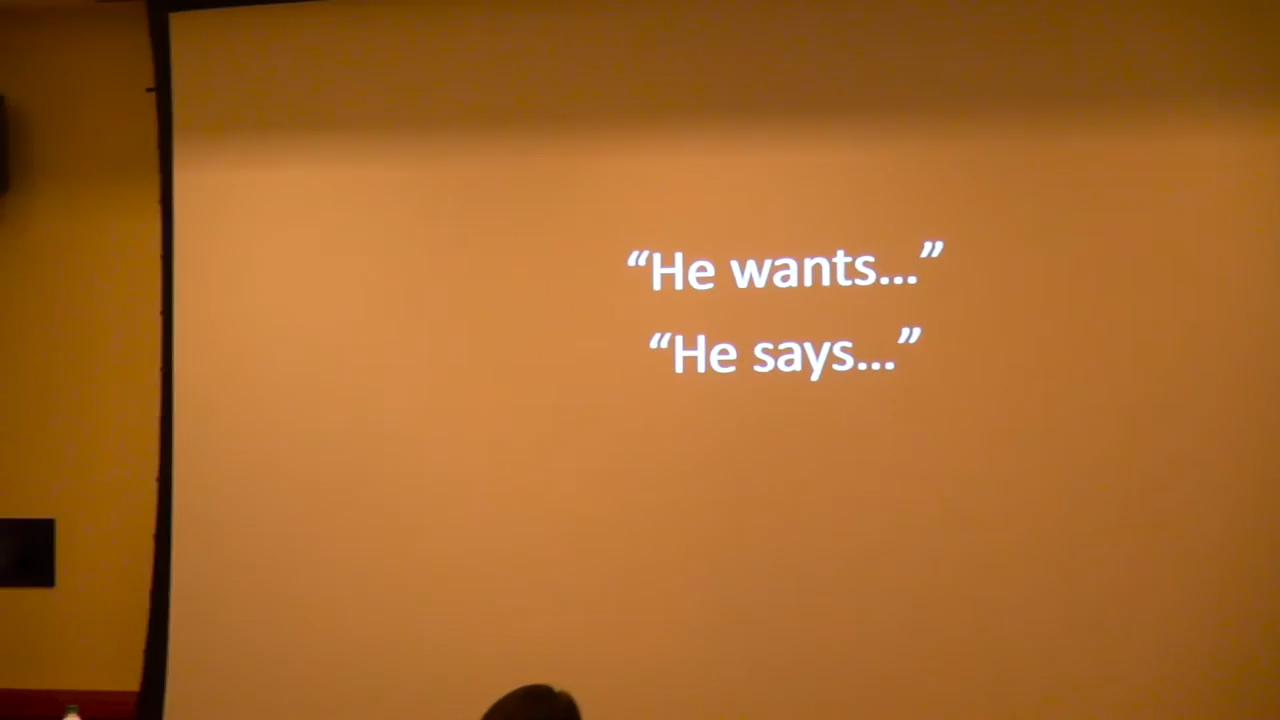 “He wants...”
“He says...”